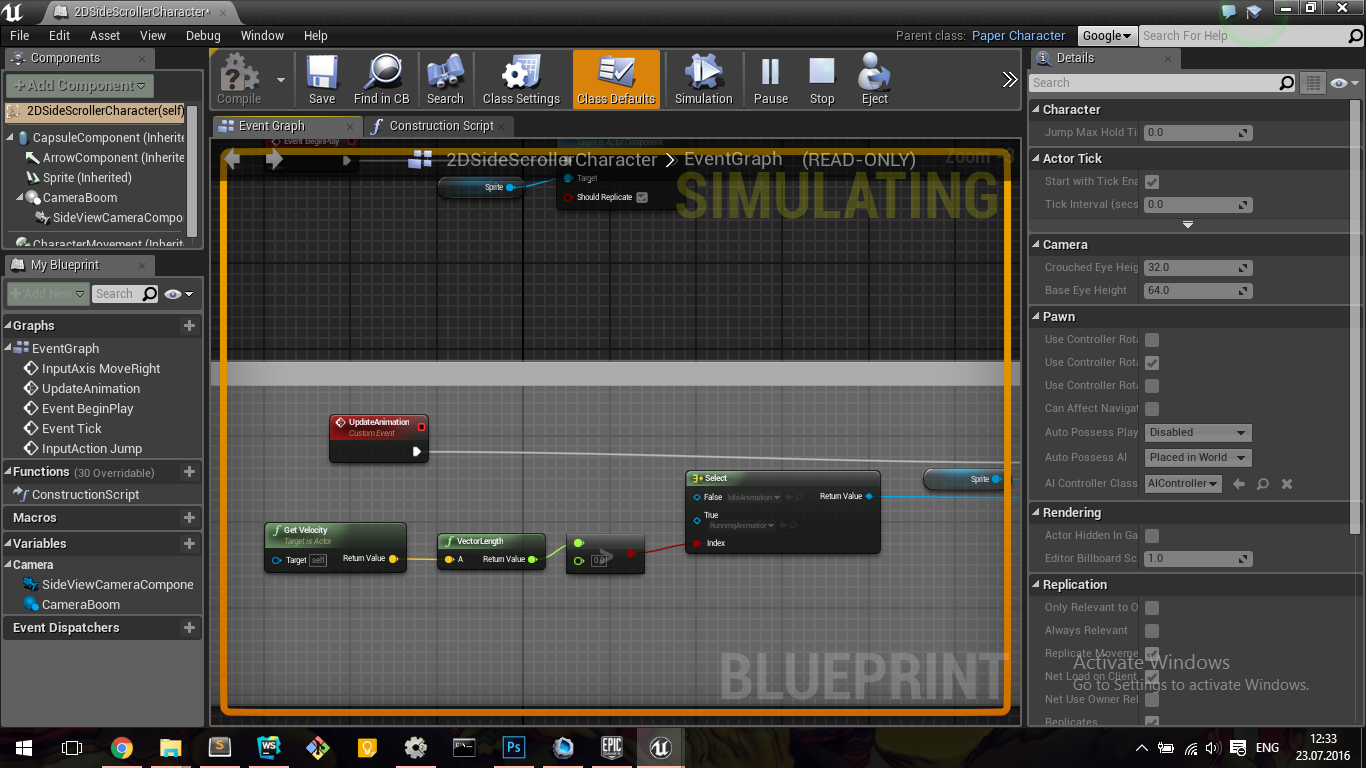 2DSideScrollerCharacter*
File Edit Asset View Debug Window Help
Parent class: Paper Character
Google
Search For Help
Components
+Add Component
2DSideScrollerCharacter(self)
CapsuleComponent (Inherite
ArrowComponent (Inherite
Sprite (Inherited)
CameraBoom
SideViewCameraCompo
CharacterMovement (Inherit
Compile
Save
Find in CB
Search
Class Settings
Class Defaults
Simulation
Pause
Stop
Eject
Event Graph
Construction Script
2DSideScrollerCharacter > EventGraph (READ-ONLY)
SIMULATING
Event BeginPlay
Target is Actor Component
Sprite
Target
Should Replicate
Zoom
UpdateAnimation
Custom Event
Get Velocity
Target is Actor
Target self
Return Value
VectorLength
A
Return Value
0.0
>
Select
False IdleAnimation
Return Value
True
RunningAnimation
Index
Sprite
BLUEPRINT
My Blueprint
+Add New
Search
Graphs
EventGraph
InputAxis MoveRight
UpdateAnimation
Event BeginPlay
Event Tick
InputAction Jump
Functions (30 Overridable)
ConstructionScript
Macros
Variables
Camera
SideViewCameraCompone
CameraBoom
Event Dispatchers
Details
Search
Character
Jump Max Hold Ti 0.0
Actor Tick
Start with Tick Ena
Tick Interval (secs 0.0
Camera
Crouched Eye Heig 32.0
Base Eye Height 64.0
Pawn
Use Controller Rota
Use Controller Rota
Use Controller Rota
Can Affect Navigat
Auto Possess Play Disabled
Auto Possess AI Placed in World
AI Controller Class AIController
Rendering
Actor Hidden In Ga
Editor Billboard Sc 1.0
Replication
Only Relevant to O
Always Relevant
Replicate Moveme
Net Load on Client
Net Use Owner Rel
Replicates
Activate Windows
Go to Settings to activate Windows.
S
WS
Ps
EPIC GAMES
ENG
12:33
23.07.2016